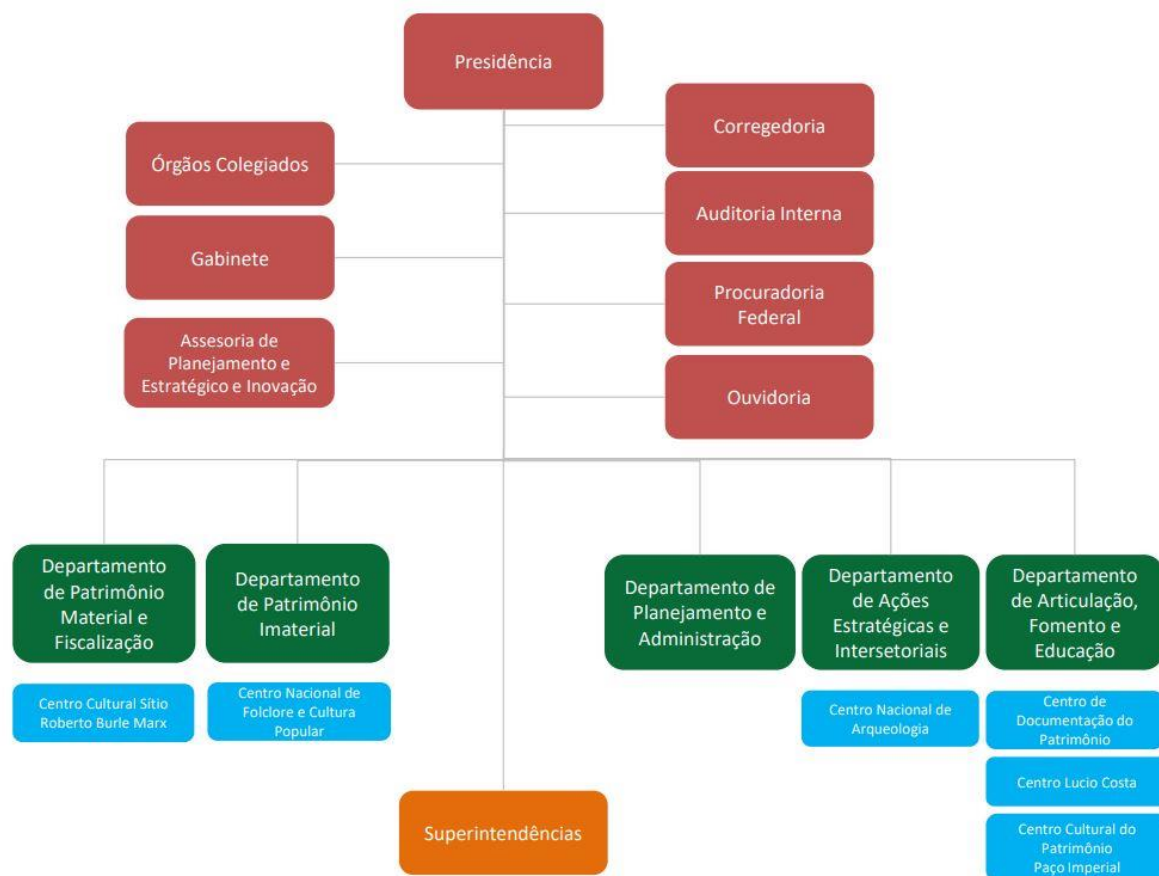 Presidência
Corregedoria
Órgãos Colegiados
Auditoria Interna
Gabinete
Procuradoria
Federal
Assesoria de
Planejamento e
Estratégico e Inovação
Ouvidoria
Departamento
de Patrimônio
Material e
Fiscalização
Departamento
de Patrimônio
Imaterial
Departamento de
Planejamento e
Administração
Departamento
de Ações
Estratégicas e
Intersetoriais
Departamento
de Articulação,
Fomento e
Educação
Centro Cultural Sítio
Roberto Burle Marx
Centro Nacional de
Folclore e Cultura
Popular
Centro Nacional de
Arqueologia
Centro de
Documentação do
Patrimônio
Centro Lucio Costa
Centro Cultural do
Patrimônio
Paço Imperial
Superintendências